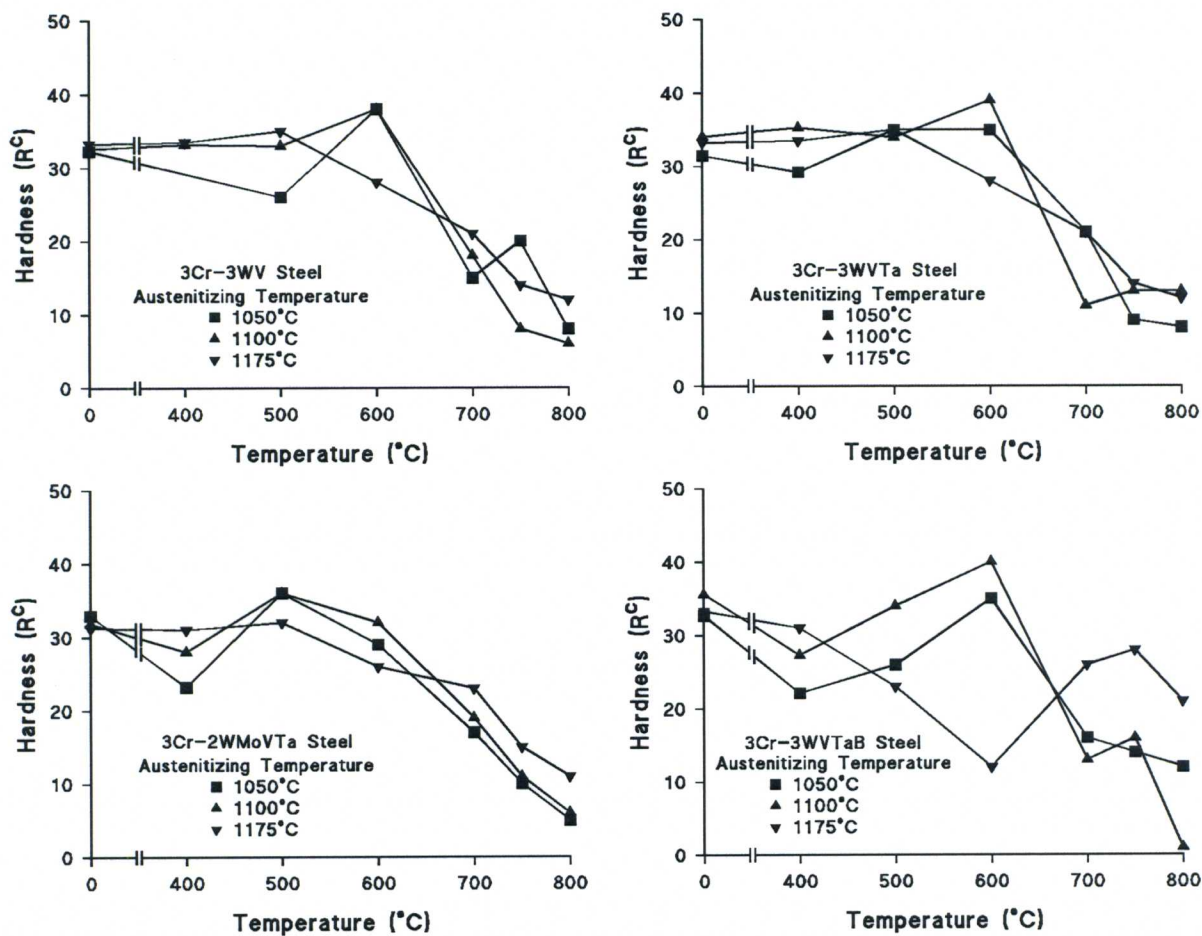 50
40
30
20
10
0
Hardness (Rᶜ)
3Cr-3WV Steel
Austenitizing Temperature
■ 1050°C
▲ 1100°C
▼ 1175°C
0 400 500 600 700 800
Temperature (°C)
50
40
30
20
10
0
Hardness (Rᶜ)
3Cr-3WVTa Steel
Austenitizing Temperature
■ 1050°C
▲ 1100°C
▼ 1175°C
0 400 500 600 700 800
Temperature (°C)
50
40
30
20
10
0
Hardness (Rᶜ)
3Cr-2WMoVTa Steel
Austenitizing Temperature
■ 1050°C
▲ 1100°C
▼ 1175°C
0 400 500 600 700 800
Temperature (°C)
50
40
30
20
10
0
Hardness (Rᶜ)
3Cr-3WVTaB Steel
Austenitizing Temperature
■ 1050°C
▲ 1100°C
▼ 1175°C
0 400 500 600 700 800
Temperature (°C)